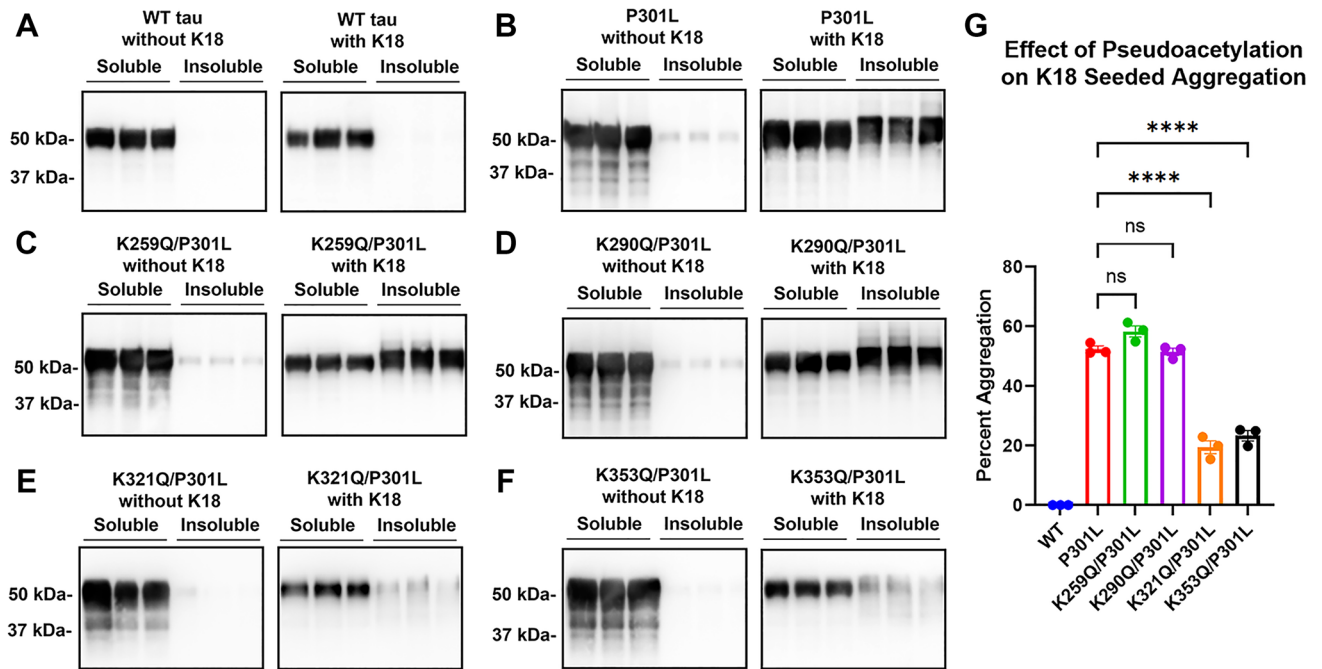 A
WT tau
without K18
Soluble Insoluble
50 kDa-
37 kDa-
WT tau
with K18
Soluble Insoluble
B
P301L
without K18
Soluble Insoluble
50 kDa-
37 kDa-
P301L
with K18
Soluble Insoluble
C
K259Q/P301L
without K18
Soluble Insoluble
50 kDa-
37 kDa-
K259Q/P301L
with K18
Soluble Insoluble
D
K290Q/P301L
without K18
Soluble Insoluble
50 kDa-
37 kDa-
K290Q/P301L
with K18
Soluble Insoluble
E
K321Q/P301L
without K18
Soluble Insoluble
50 kDa-
37 kDa-
K321Q/P301L
with K18
Soluble Insoluble
F
K353Q/P301L
without K18
Soluble Insoluble
50 kDa-
37 kDa-
K353Q/P301L
with K18
Soluble Insoluble
G
Effect of Pseudoacetylation
on K18 Seeded Aggregation
****
****
ns
ns
Percent Aggregation
80
60
40
20
0
WT
P301L
K259Q/P301L
K290Q/P301L
K321Q/P301L
K353Q/P301L